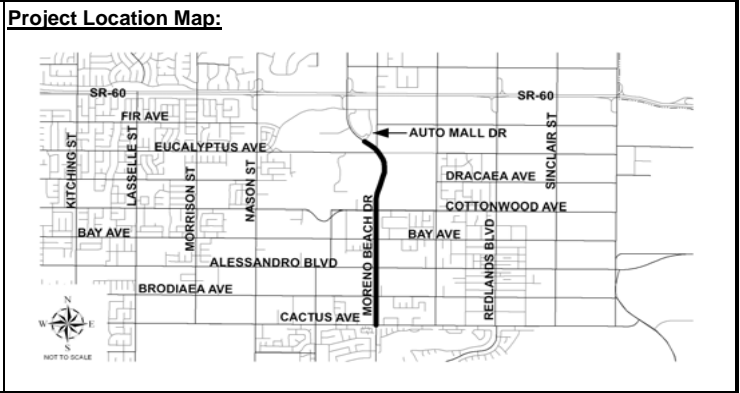 Project Location Map:
SR-60
SR-60
FIR AVE
AUTO MALL DR
EUCALYPTUS AVE
KITCHING ST
LASSELLE ST
MORRISON ST
NASON ST
SINCLAIR ST
DRACAEA AVE
COTTONWOOD AVE
MORENO BEACH DR
REDLANDS BLVD
BAY AVE
BAY AVE
ALESSANDRO BLVD
BRODIAEA AVE
CACTUS AVE
N
W
E
S
NOT TO SCALE